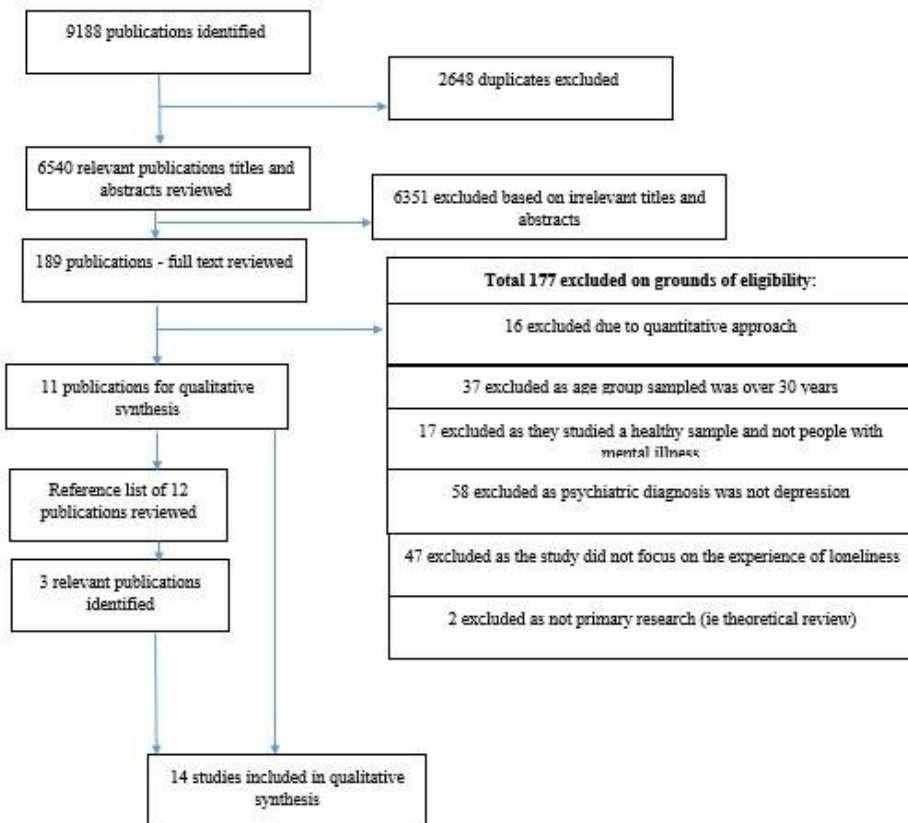 9188 publications identified
2648 duplicates excluded
6540 relevant publications titles and
abstracts reviewed
6351 excluded based on irrelevant titles and
abstracts
189 publications - full text reviewed
Total 177 excluded on grounds of eligibility:
16 excluded due to quantitative approach
37 excluded as age group sampled was over 30 years
17 excluded as they studied a healthy sample and not people with
mental illness
58 excluded as psychiatric diagnosis was not depression
47 excluded as the study did not focus on the experience of loneliness
2 excluded as not primary research (ie theoretical review)
11 publications for qualitative
synthesis
Reference list of 12
publications reviewed
3 relevant publications
identified
14 studies included in qualitative
synthesis